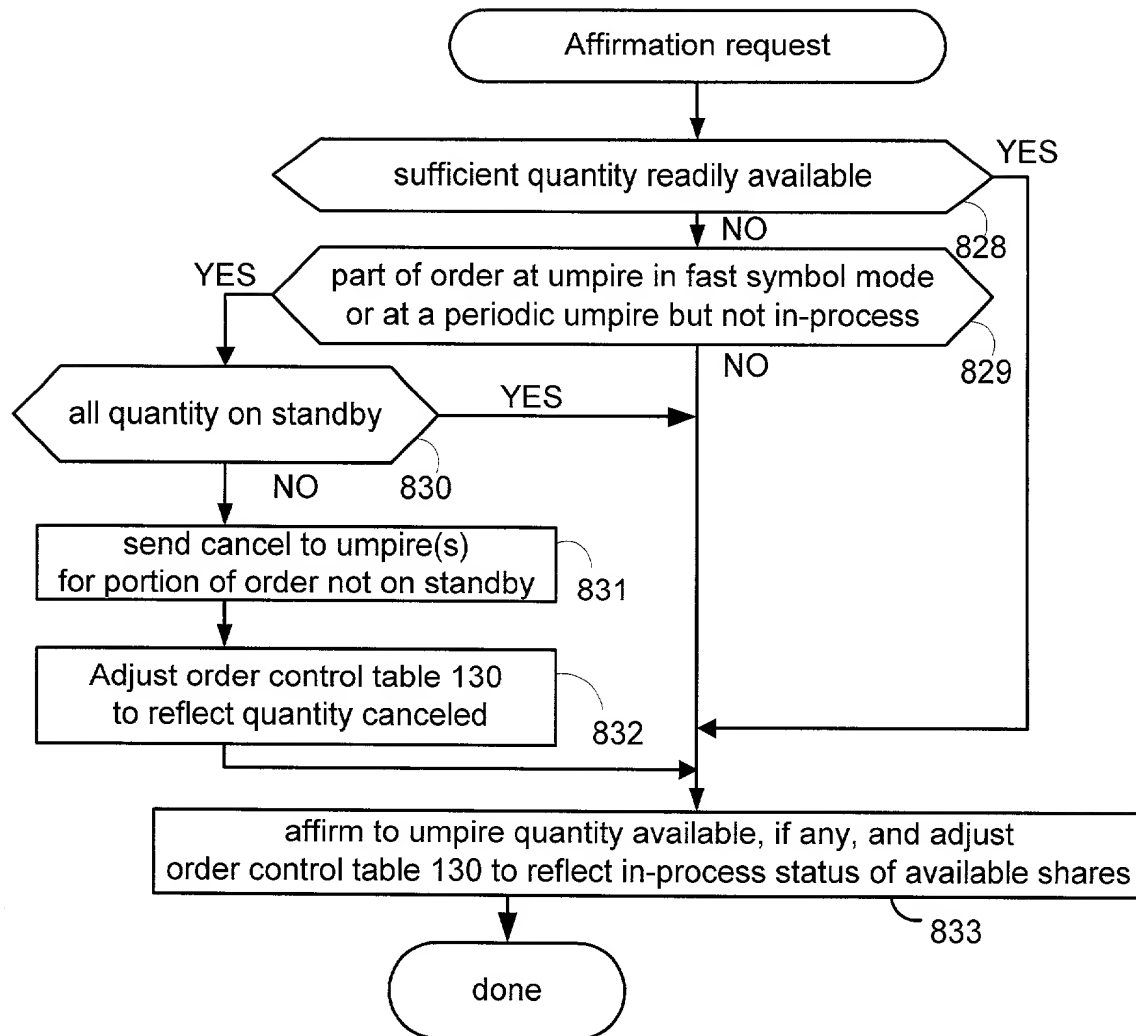 Affirmation request
sufficient quantity readily available
YES
NO
828
YES
part of order at umpire in fast symbol mode
or at a periodic umpire but not in-process
NO
829
all quantity on standby
YES
NO
830
send cancel to umpire(s)
for portion of order not on standby
831
Adjust order control table 130
to reflect quantity canceled
832
affirm to umpire quantity available, if any, and adjust
order control table 130 to reflect in-process status of available shares
833
done